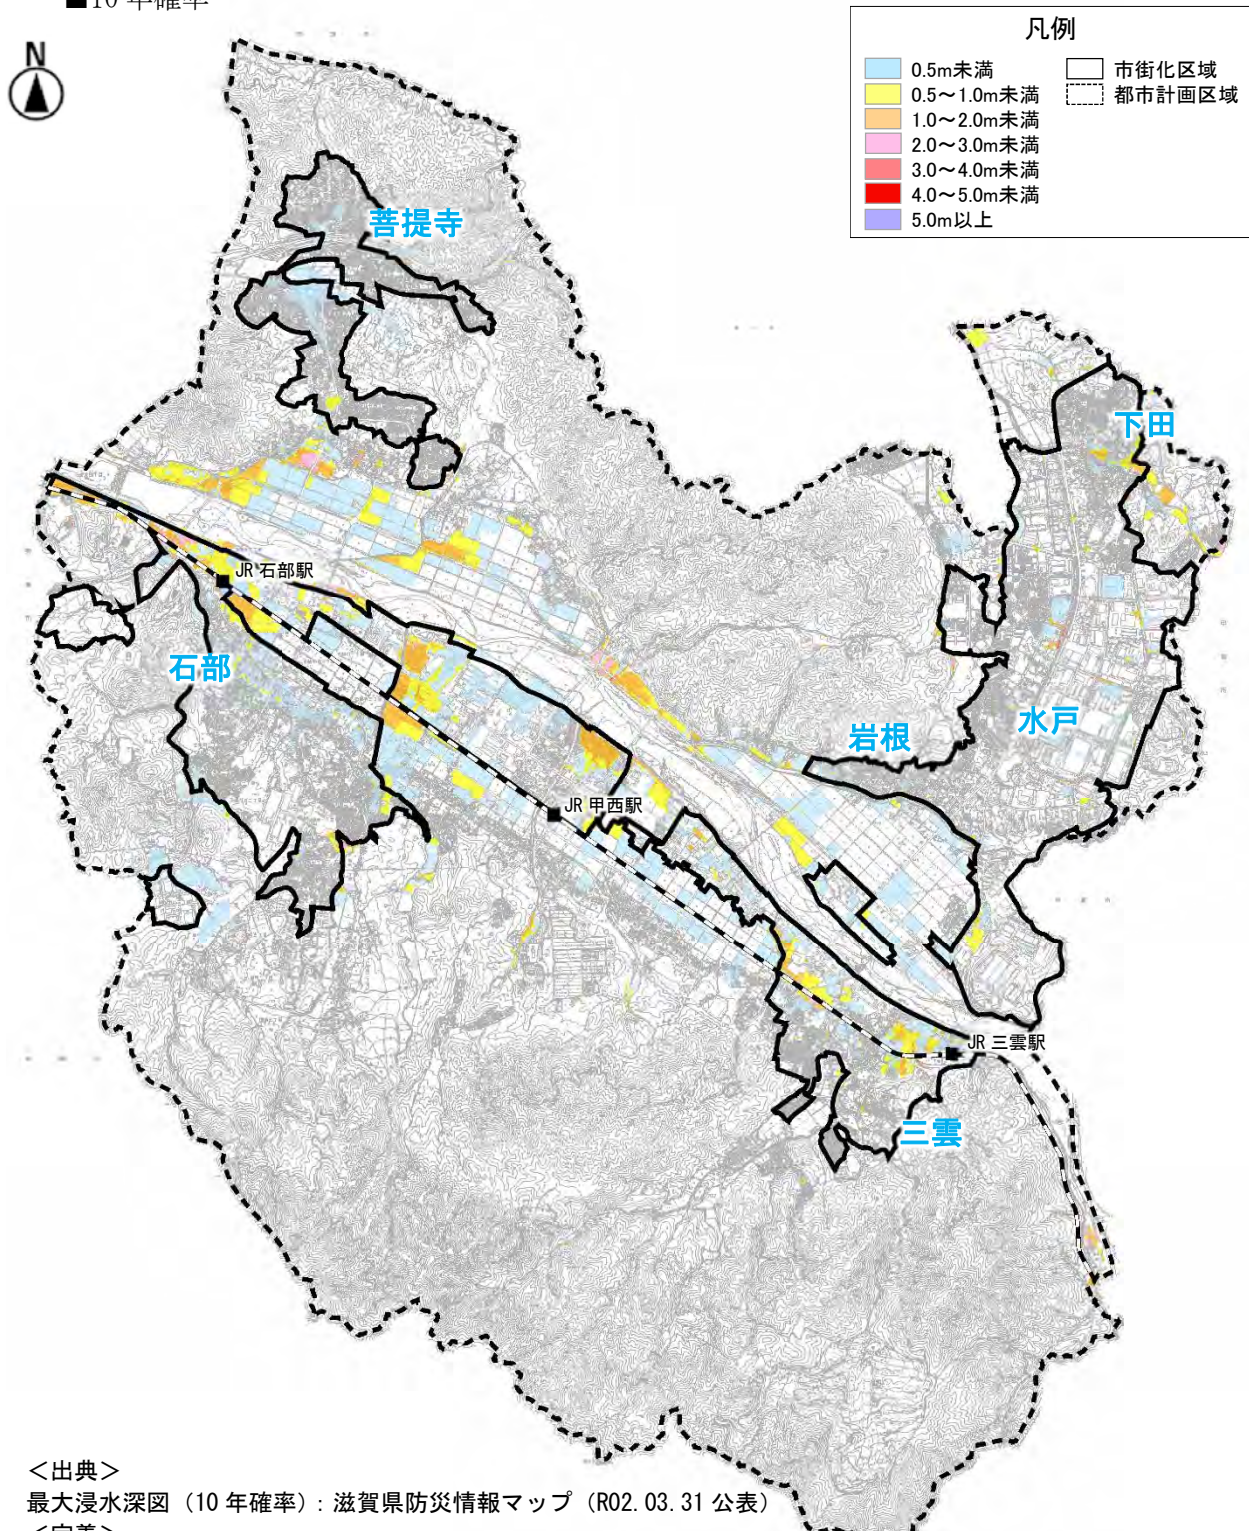 ■10 年確率
N
凡例
0.5m未満
0.5～1.0m未満
1.0～2.0m未満
2.0～3.0m未満
3.0～4.0m未満
4.0～5.0m未満
5.0m以上
市街化区域
都市計画区域
菩提寺
下田
JR 石部駅
石部
岩根
水戸
JR 甲西駅
JR 三雲駅
三雲
＜出典＞
最大浸水深図（10 年確率）：滋賀県防災情報マップ（R02.03.31 公表）
＜定義＞